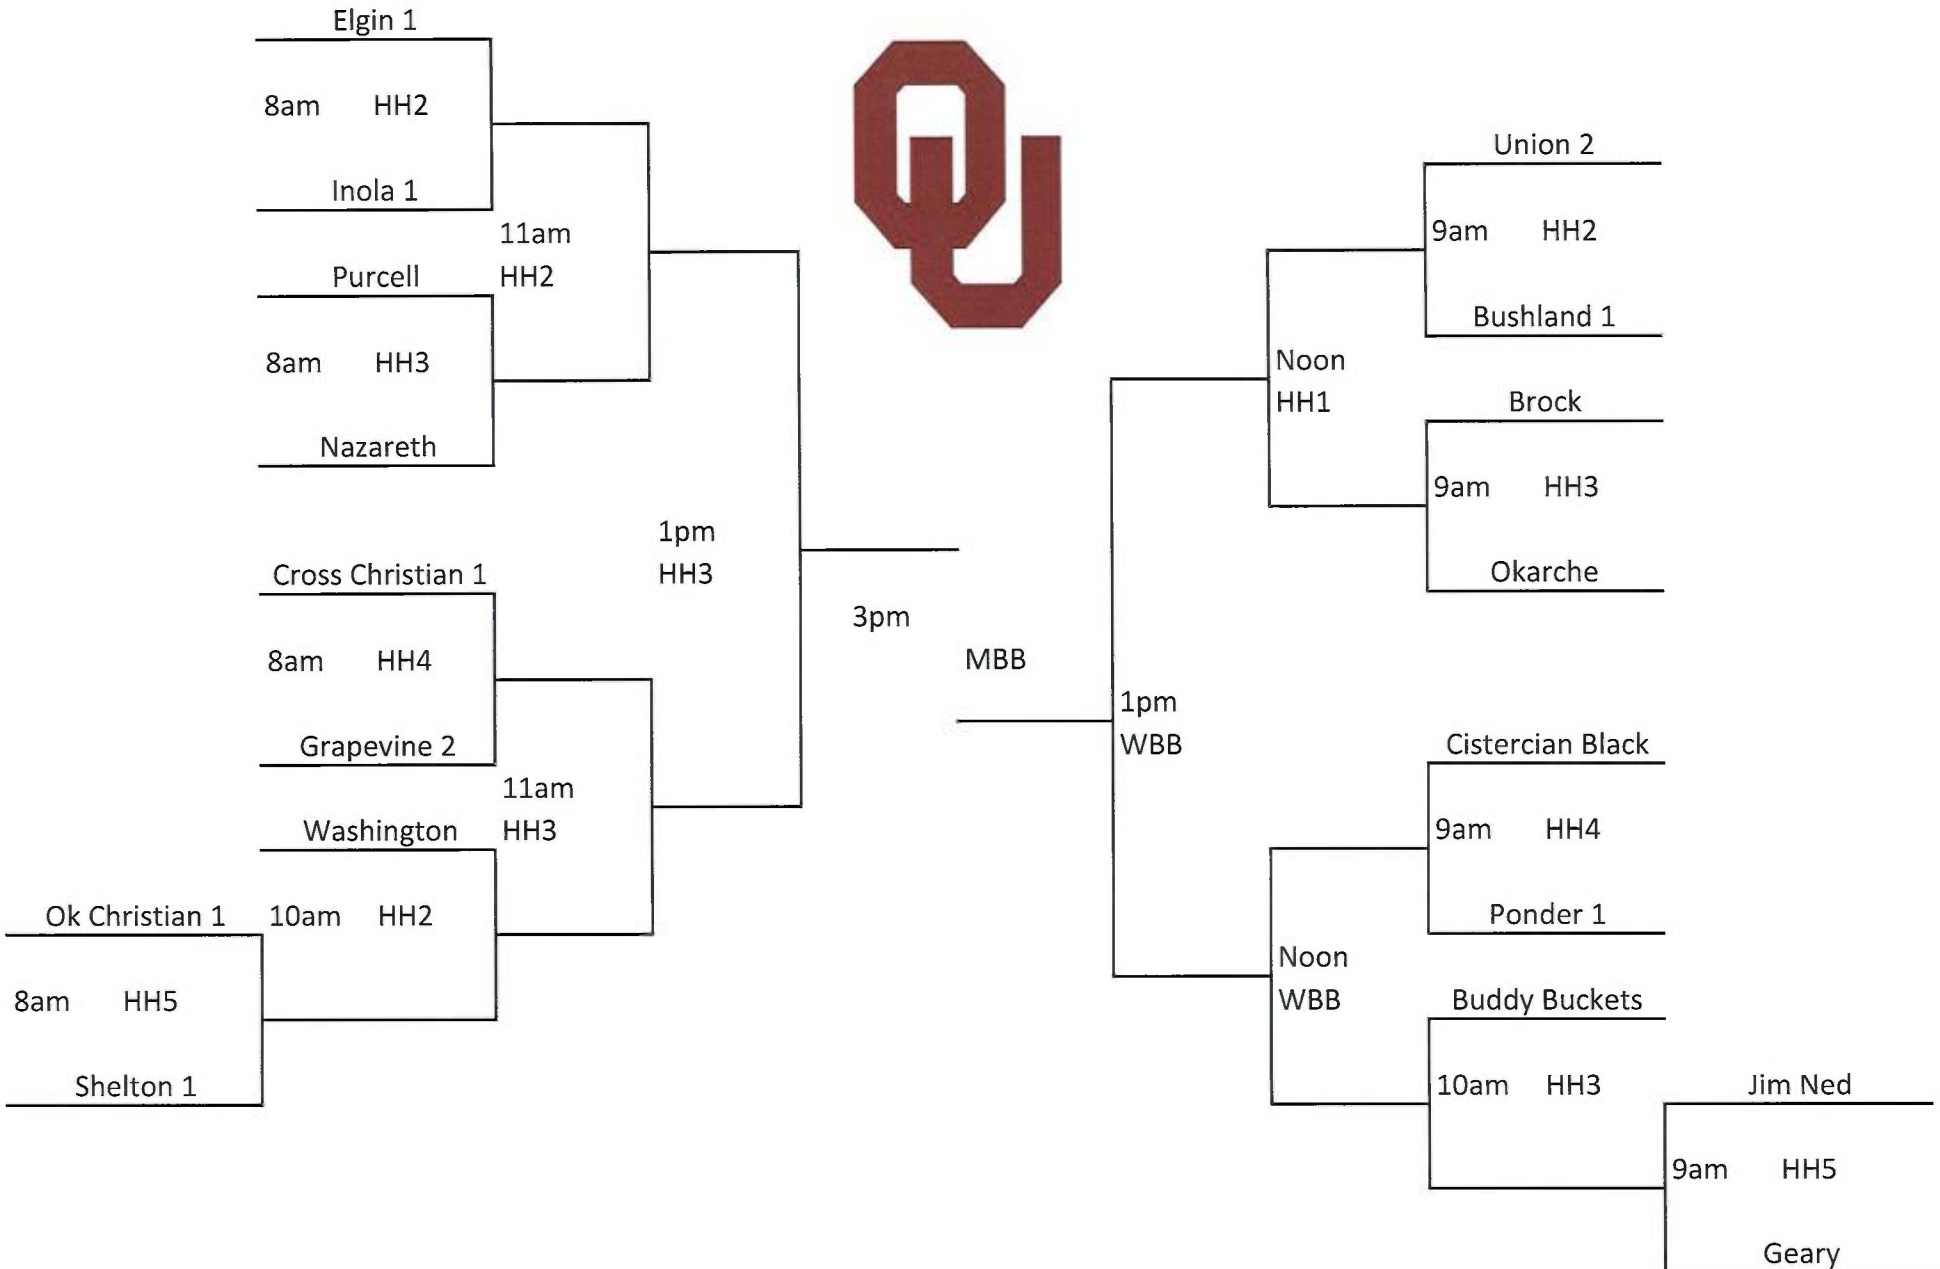 Elgin 1
8am HH2
Inola 1
11am
HH2
Purcell
8am HH3
Nazareth
1pm
HH3
Cross Christian 1
8am HH4
Grapevine 2
11am
HH3
Washington
10am HH2
Ok Christian 1
8am HH5
Shelton 1
OU
3pm
MBB
Union 2
9am HH2
Bushland 1
Noon
HH1
Brock
9am HH3
Okarche
1pm
WBB
Cistercian Black
9am HH4
Ponder 1
Noon
WBB
Buddy Buckets
10am HH3
Jim Ned
9am HH5
Geary